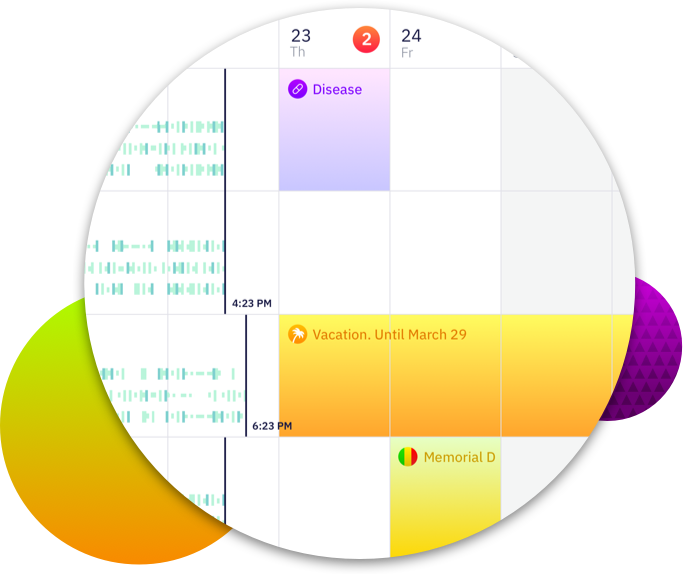 23
Th
2
24
Fr
Disease
4:23 PM
Vacation. Until March 29
6:23 PM
Memorial D